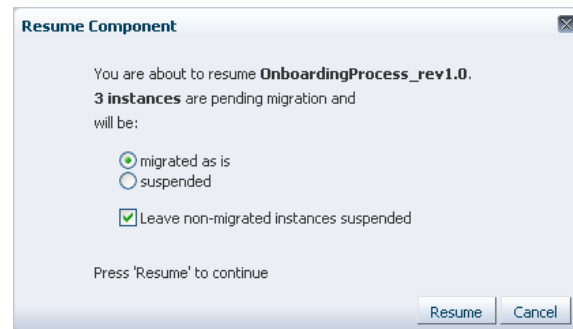 Resume Component
You are about to resume OnboardingProcess_rev1.0.
3 instances are pending migration and
will be:
migrated as is
suspended
Leave non-migrated instances suspended
Press 'Resume' to continue
Resume Cancel